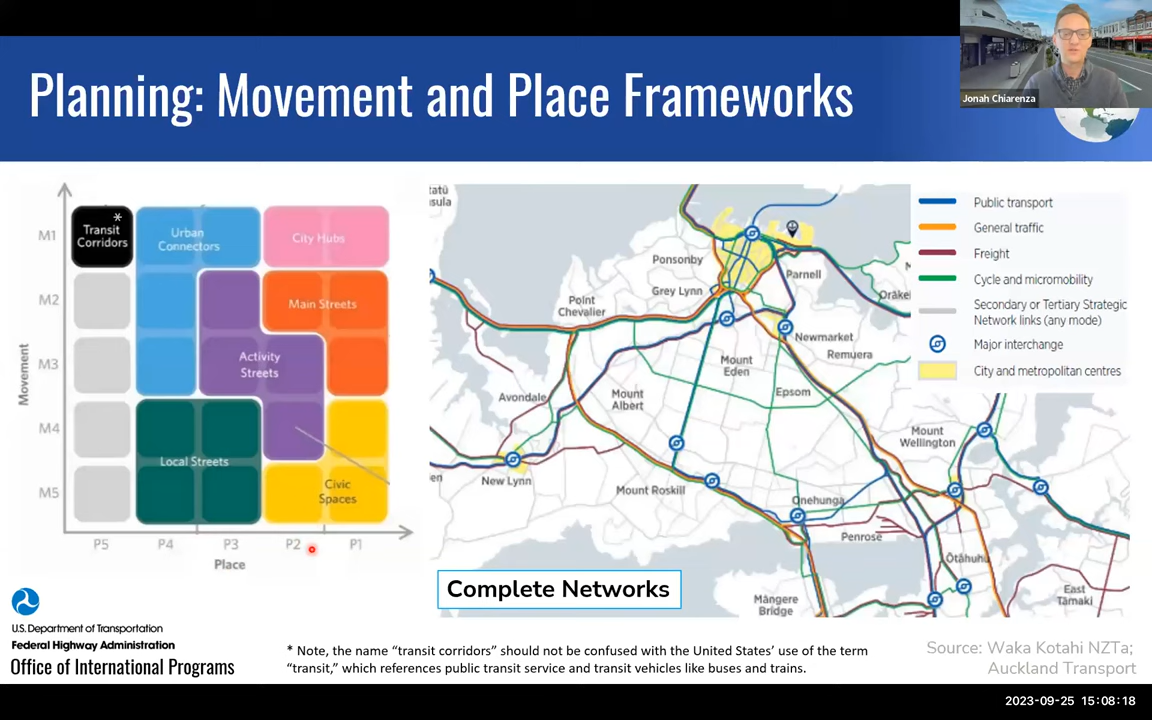 Planning: Movement and Place Frameworks
Jonah Chiarenza
M1
M2
M3
M4
M5
Movement
*
Transit
Corridors
Urban
Connectors
City Hubs
Main Streets
Activity
Streets
Local Streets
Civic
Spaces
P5
P4
P3
P2
P1
Place
tatū
sula
Ponsonby
Parnell
Grey Lynn
Point
Chevalier
Newmarket
Remuera
Mount
Eden
Epsom
Mount
Albert
Avondale
New Lynn
Mount Roskill
Mount
Wellington
Onehunga
Penrose
Ōtāhuhu
Māngere
Bridge
East
Tāmaki
Public transport
General traffic
Freight
Cycle and micromobility
Secondary or Tertiary Strategic
Network links (any mode)
Major interchange
City and metropolitan centres
Complete Networks
U.S. Department of Transportation
Federal Highway Administration
Office of International Programs
* Note, the name “transit corridors” should not be confused with the United States’ use of the term
“transit,” which references public transit service and transit vehicles like buses and trains.
Source: Waka Kotahi NZTa;
Auckland Transport
2023-09-25 15:08:18